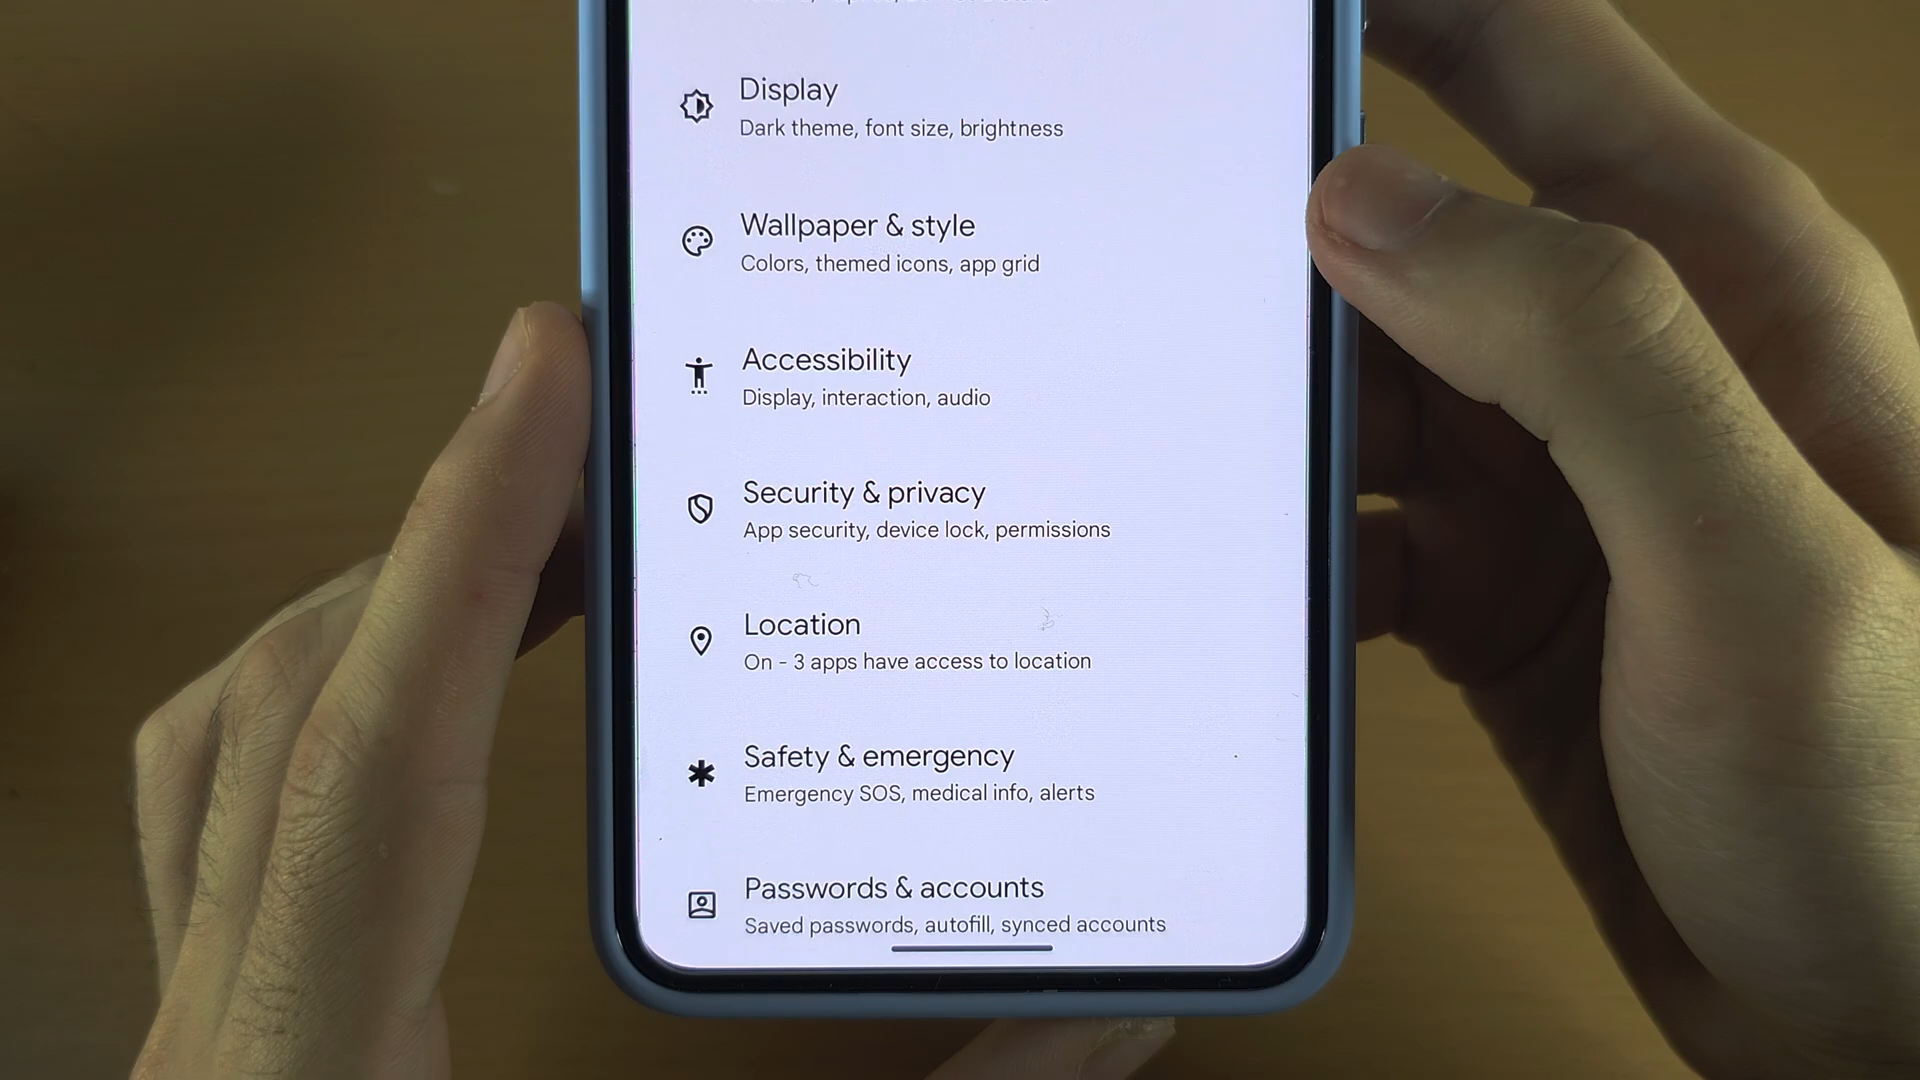 Display
Dark theme, font size, brightness
Wallpaper & style
Colors, themed icons, app grid
Accessibility
Display, interaction, audio
Security & privacy
App security, device lock, permissions
Location
On - 3 apps have access to location
Safety & emergency
Emergency SOS, medical info, alerts
Passwords & accounts
Saved passwords, autofill, synced accounts